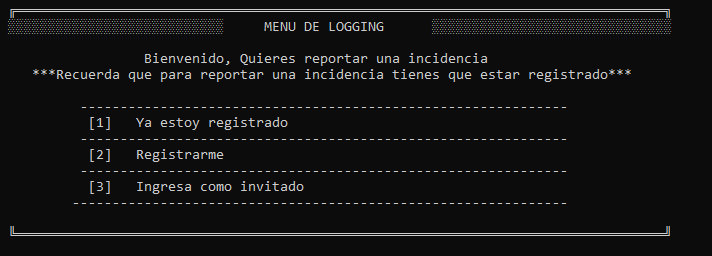 MENU DE LOGGING
Bienvenido, Quieres reportar una incidencia
***Recuerda que para reportar una incidencia tienes que estar registrado***
[1] Ya estoy registrado
[2] Registrarme
[3] Ingresa como invitado